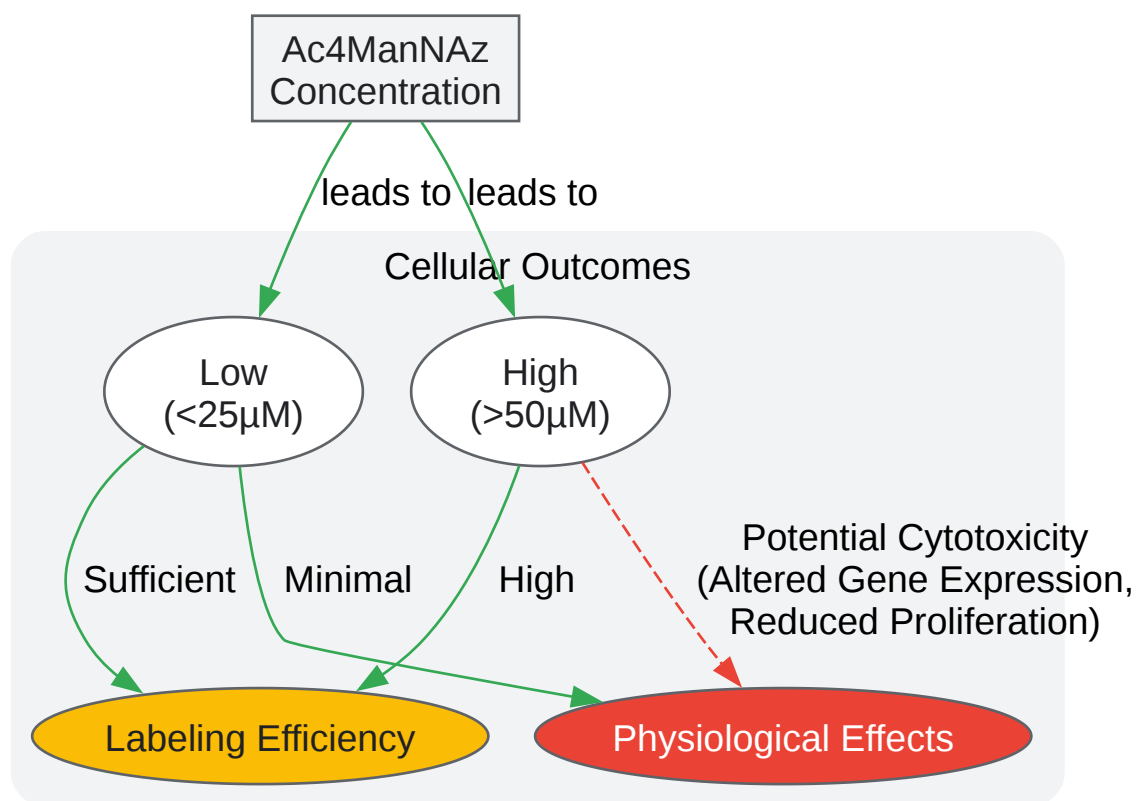 Ac4ManNAz
Concentration
leads to
leads to
Cellular Outcomes
Low
(<25µM)
High
(>50µM)
Sufficient
Minimal
High
Potential Cytotoxicity
(Altered Gene Expression,
Reduced Proliferation)
Labeling Efficiency
Physiological Effects